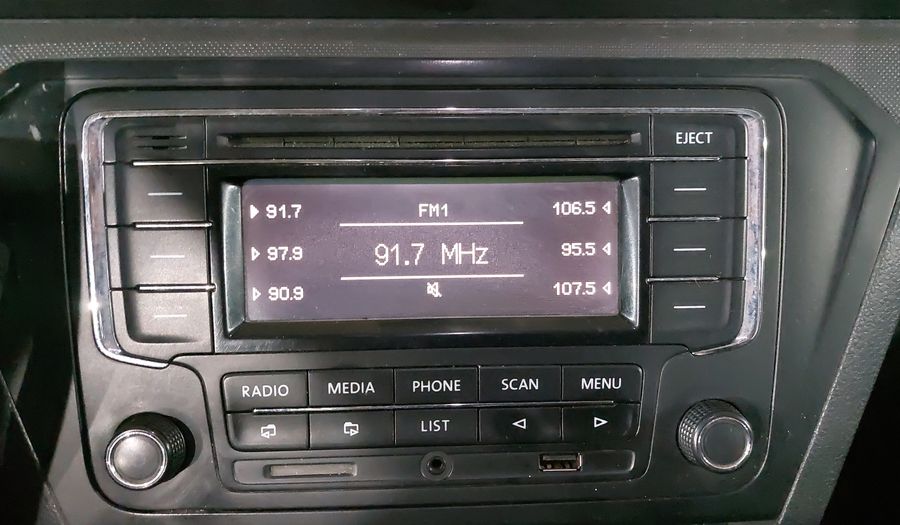 EJECT
91.7 FM1 106.5
97.9 91.7 MHz 95.5
90.9 107.5
RADIO MEDIA PHONE SCAN MENU
LIST